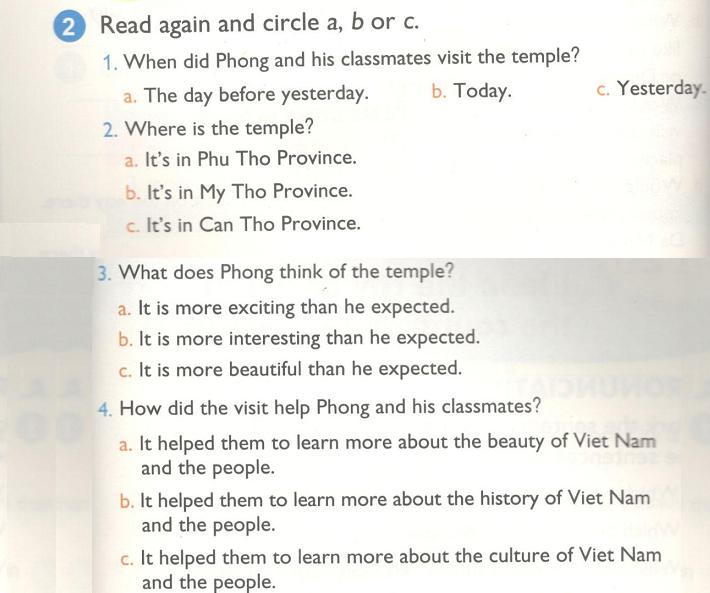 2 Read again and circle a, b or c.
1. When did Phong and his classmates visit the temple?
a. The day before yesterday. b. Today. c. Yesterday.
2. Where is the temple?
a. It's in Phu Tho Province.
b. It's in My Tho Province.
c. It's in Can Tho Province.
3. What does Phong think of the temple?
a. It is more exciting than he expected.
b. It is more interesting than he expected.
c. It is more beautiful than he expected.
4. How did the visit help Phong and his classmates?
a. It helped them to learn more about the beauty of Viet Nam
and the people.
b. It helped them to learn more about the history of Viet Nam
and the people.
c. It helped them to learn more about the culture of Viet Nam
and the people.